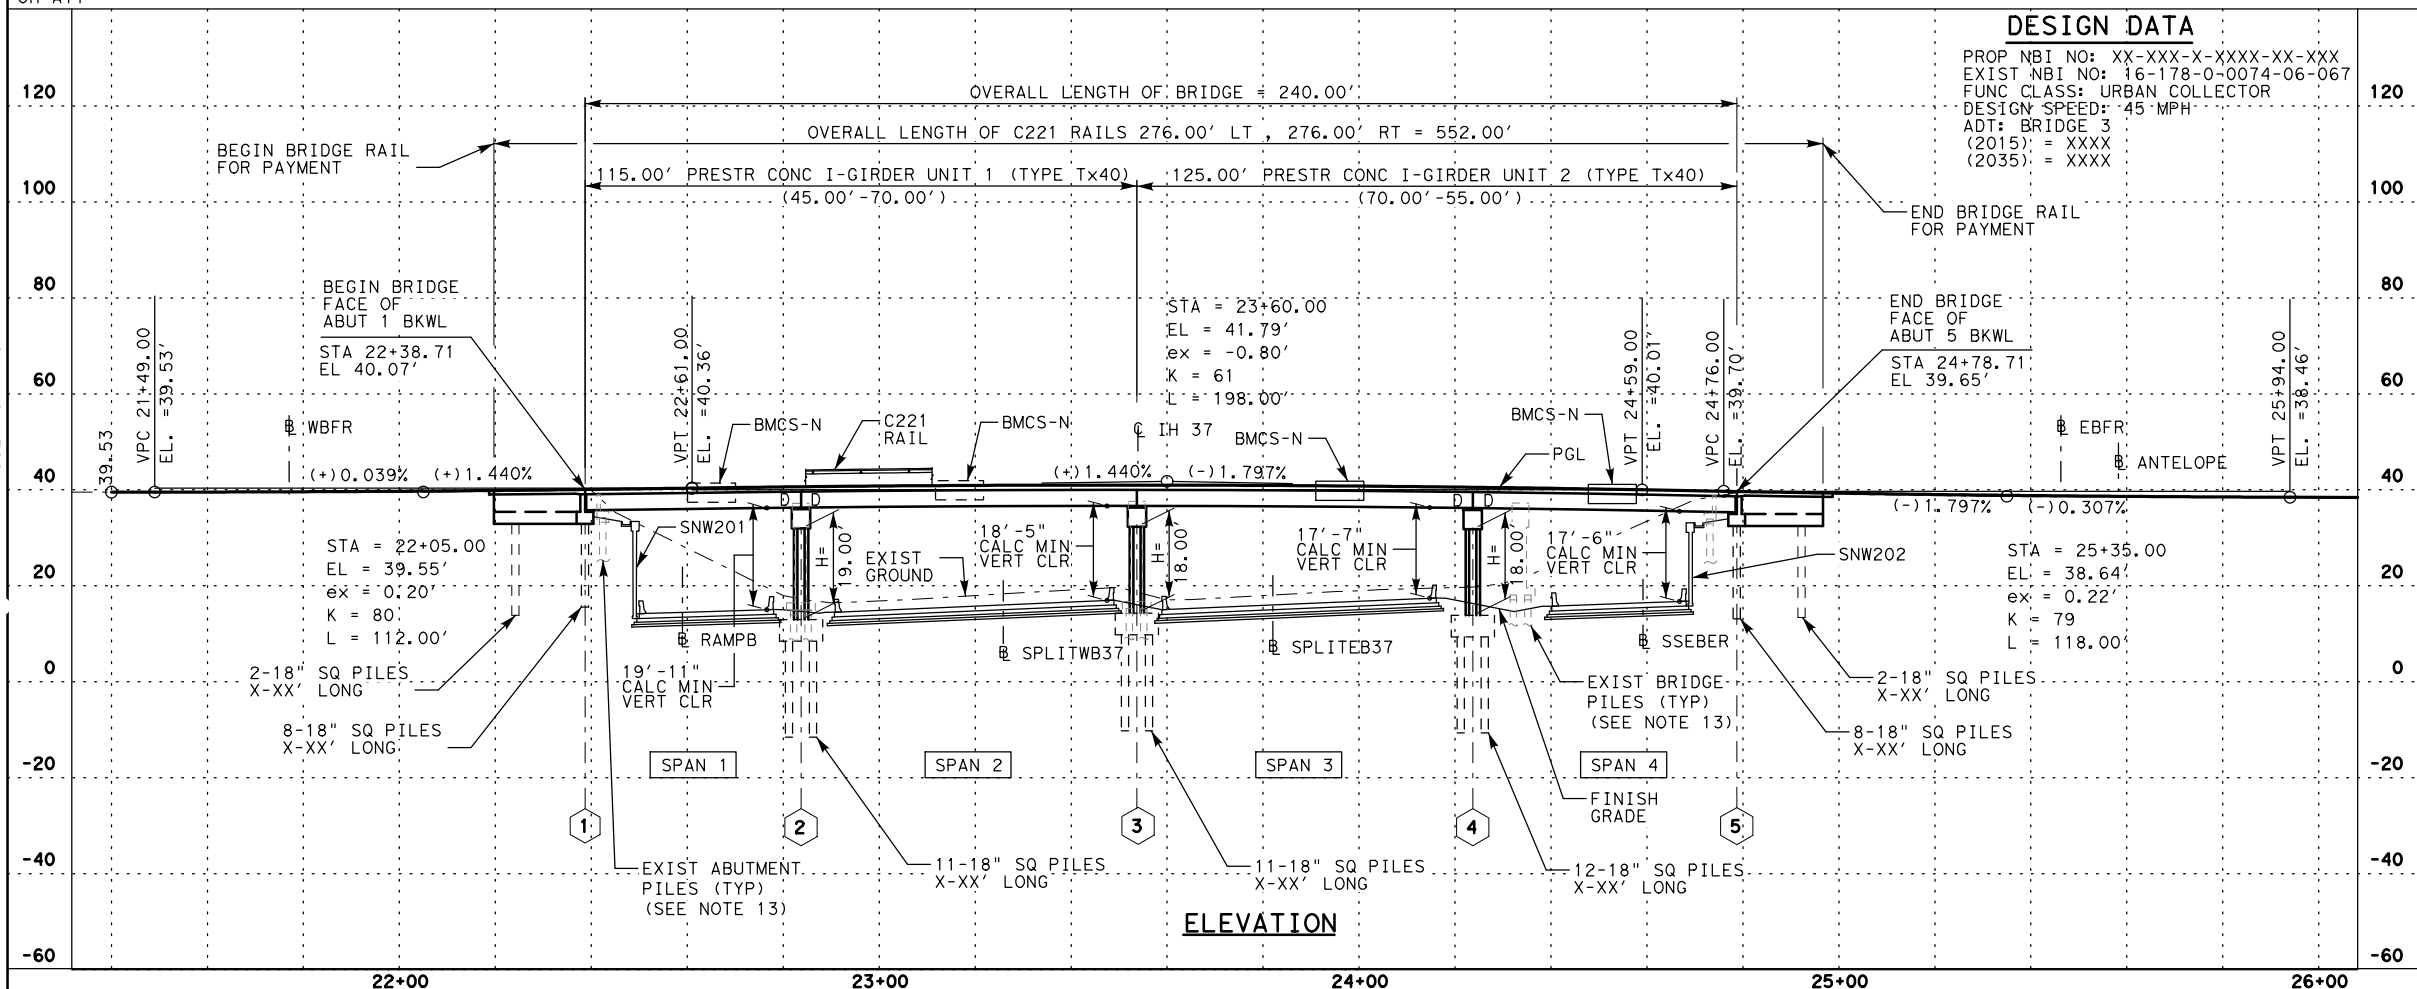 DESIGN DATA
PROP NBI NO: XX-XXX-X-XXXX-XX-XXX
EXIST NBI NO: 16-178-0-0074-06-067
FUNC CLASS: URBAN COLLECTOR
DESIGN SPEED: 45 MPH
ADT: BRIDGE 3
(2015) = XXXX
(2035) = XXXX
120
100
80
60
40
20
0
-20
-40
-60
OVERALL LENGTH OF BRIDGE = 240.00'
OVERALL LENGTH OF C221 RAILS 276.00' LT , 276.00' RT = 552.00'
BEGIN BRIDGE RAIL
FOR PAYMENT
115.00' PRESTR CONC I-GIRDER UNIT 1 (TYPE Tx40)
(45.00'-70.00')
125.00' PRESTR CONC I-GIRDER UNIT 2 (TYPE Tx40)
(70.00'-55.00')
END BRIDGE RAIL
FOR PAYMENT
BEGIN BRIDGE
FACE OF
ABUT 1 BKWL
STA 22+38.71
EL 40.07'
STA = 23+60.00
EL = 41.79'
ex = -0.80'
K = 61
L = 198.00'
END BRIDGE
FACE OF
ABUT 5 BKWL
STA 24+78.71
EL 39.65'
39.53
VPC 21+49.00
EL. =39.53'
VPT 22+61.00
EL. =40.36'
VPT 24+59.00
EL. =40.01'
VPC 24+76.00
EL. =39.70'
VPT 25+94.00
EL. =38.46'
℄ WBFR
BMCS-N
C221
RAIL
BMCS-N
℄ IH 37
BMCS-N
BMCS-N
PGL
℄ EBFR
℄ ANTELOPE
(+)0.039%
(+)1.440%
(+)1.440%
(-)1.797%
(-)1.797%
(-)0.307%
D
D
D
D
SNW201
H=
19.00'
EXIST
GROUND
18'-5"
CALC MIN
VERT CLR
H=
18.00'
17'-7"
CALC MIN
VERT CLR
H=
18.00'
17'-6"
CALC MIN
VERT CLR
SNW202
STA = 22+05.00
EL = 39.55'
ex = 0.20'
K = 80
L = 112.00'
STA = 25+35.00
EL = 38.64'
ex = 0.22'
K = 79
L = 118.00'
℄ RAMPB
℄ SPLITWB37
℄ SPLITEB37
℄ SSEBER
19'-11"
CALC MIN
VERT CLR
2-18" SQ PILES
X-XX' LONG
8-18" SQ PILES
X-XX' LONG
EXIST BRIDGE
PILES (TYP)
(SEE NOTE 13)
2-18" SQ PILES
X-XX' LONG
8-18" SQ PILES
X-XX' LONG
SPAN 1
SPAN 2
SPAN 3
SPAN 4
FINISH
GRADE
1
2
3
4
5
EXIST ABUTMENT
PILES (TYP)
(SEE NOTE 13)
11-18" SQ PILES
X-XX' LONG
11-18" SQ PILES
X-XX' LONG
12-18" SQ PILES
X-XX' LONG
ELEVATION
120
100
80
60
40
20
0
-20
-40
-60
22+00
23+00
24+00
25+00
26+00